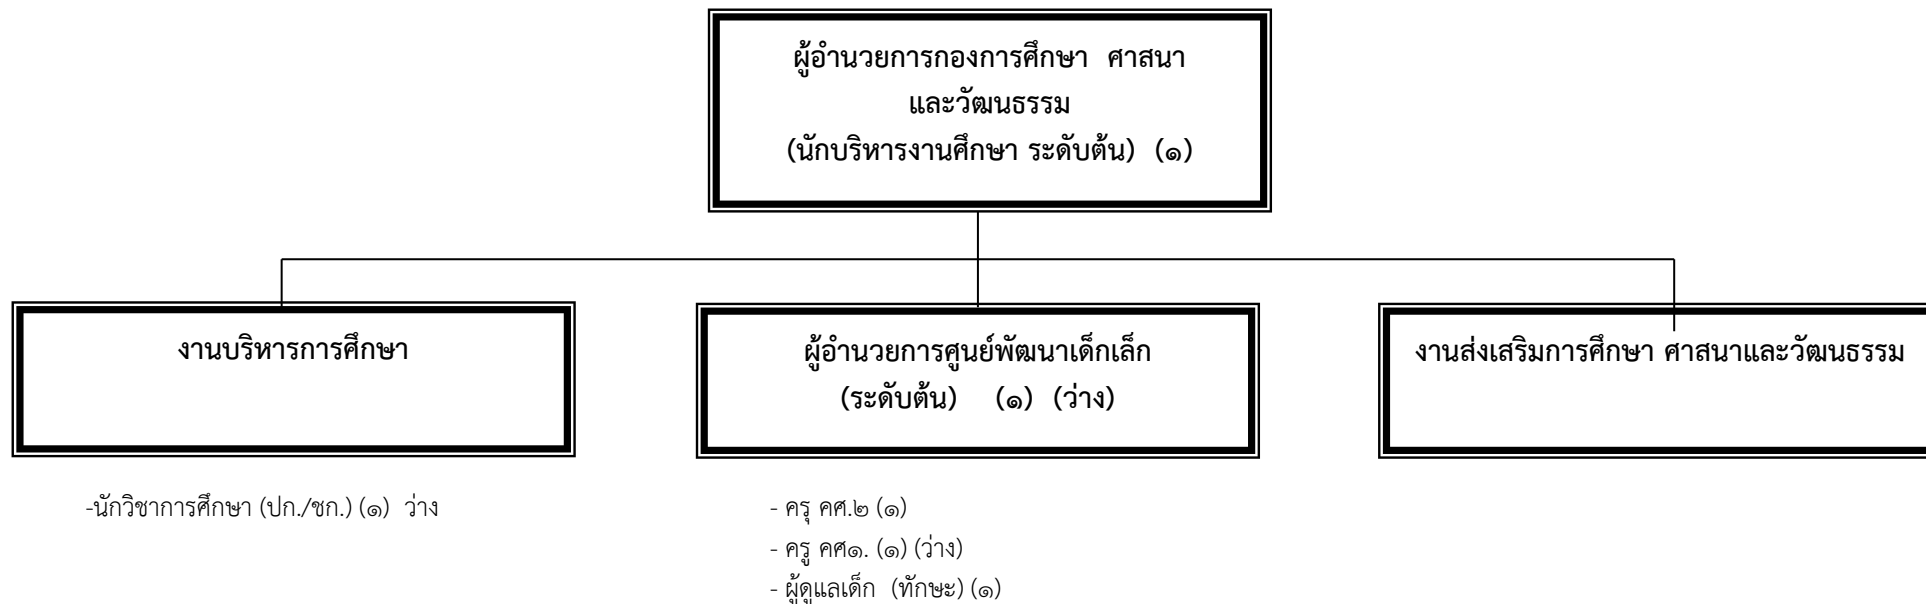 ผู้อำนวยการกองการศึกษา ศาสนา
และวัฒนธรรม
(นักบริหารงานศึกษา ระดับต้น) (๑)
งานบริหารการศึกษา
ผู้อำนวยการศูนย์พัฒนาเด็กเล็ก
(ระดับต้น) (๑) (ว่าง)
งานส่งเสริมการศึกษา ศาสนาและวัฒนธรรม
-นักวิชาการศึกษา (ปก./ชก.) (๑) ว่าง
- ครุ คศ.๒ (๑)
- ครู คศ๑. (๑) (ว่าง)
- ผู้ดูแลเด็ก (ทักษะ) (๑)